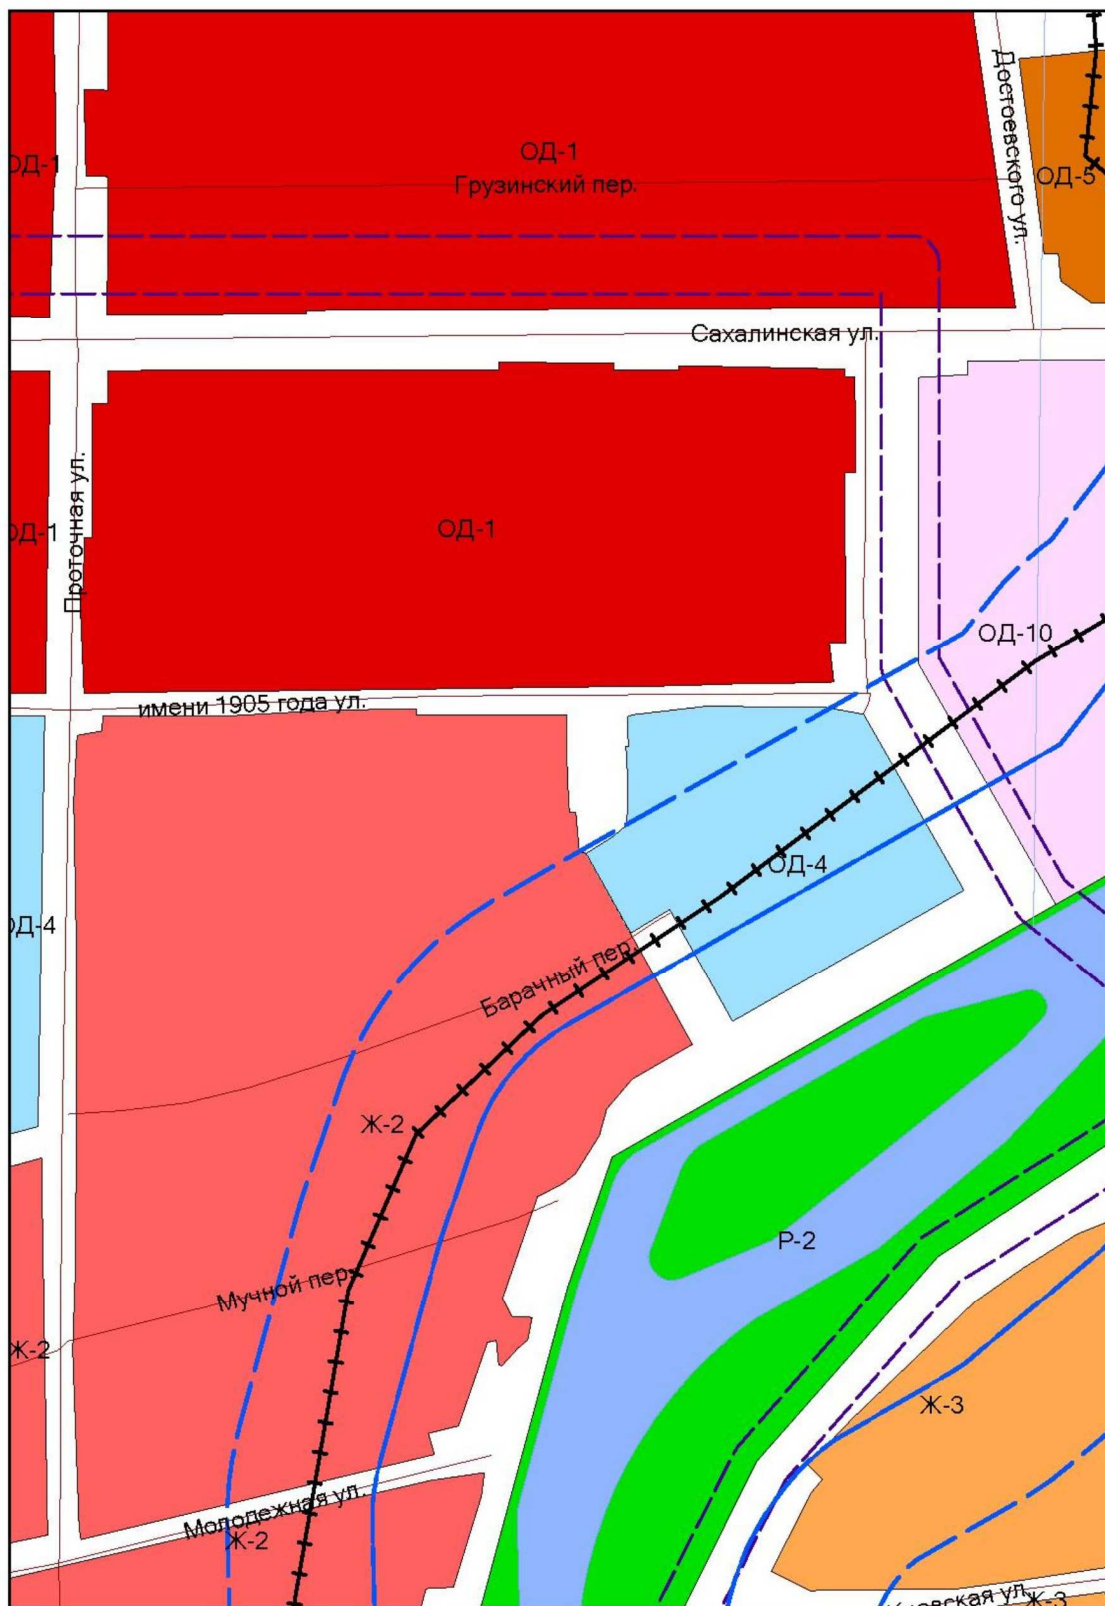 ОД-1
Грузинский пер.
Достоевского ул.
ОД-5
ОД-1
Сахалинская ул.
Проточная ул.
ОД-1
ОД-1
ОД-10
имени 1905 года ул.
ОД-4
ОД-4
Барачный пер.
Ж-2
Р-2
Мучной пер.
Ж-2
Ж-3
Молодежная ул.
Ж-2
ул.
Ж-3